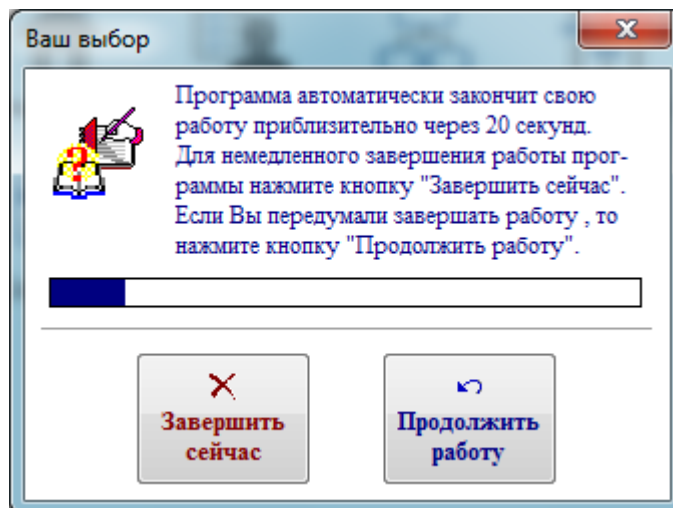 Ваш выбор
Программа автоматически закончит свою
работу приблизительно через 20 секунд.
Для немедленного завершения работы прог-
раммы нажмите кнопку "Завершить сейчас".
Если Вы передумали завершать работу , то
нажмите кнопку "Продолжить работу".
Завершить
сейчас
Продолжить
работу